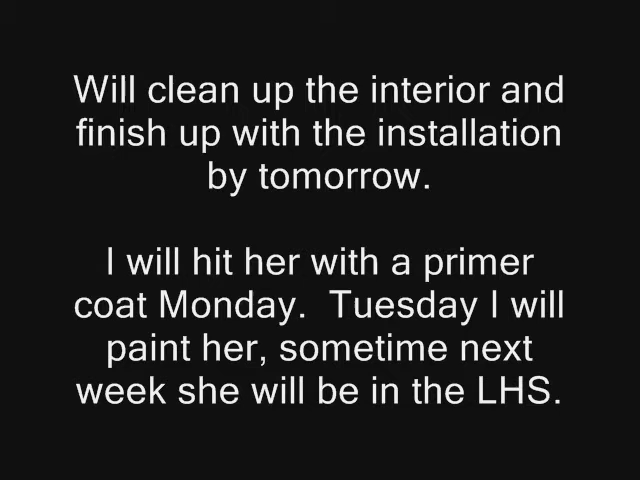 Will clean up the interior and
finish up with the installation
by tomorrow.
I will hit her with a primer
coat Monday.  Tuesday I will
paint her, sometime next
week she will be in the LHS.